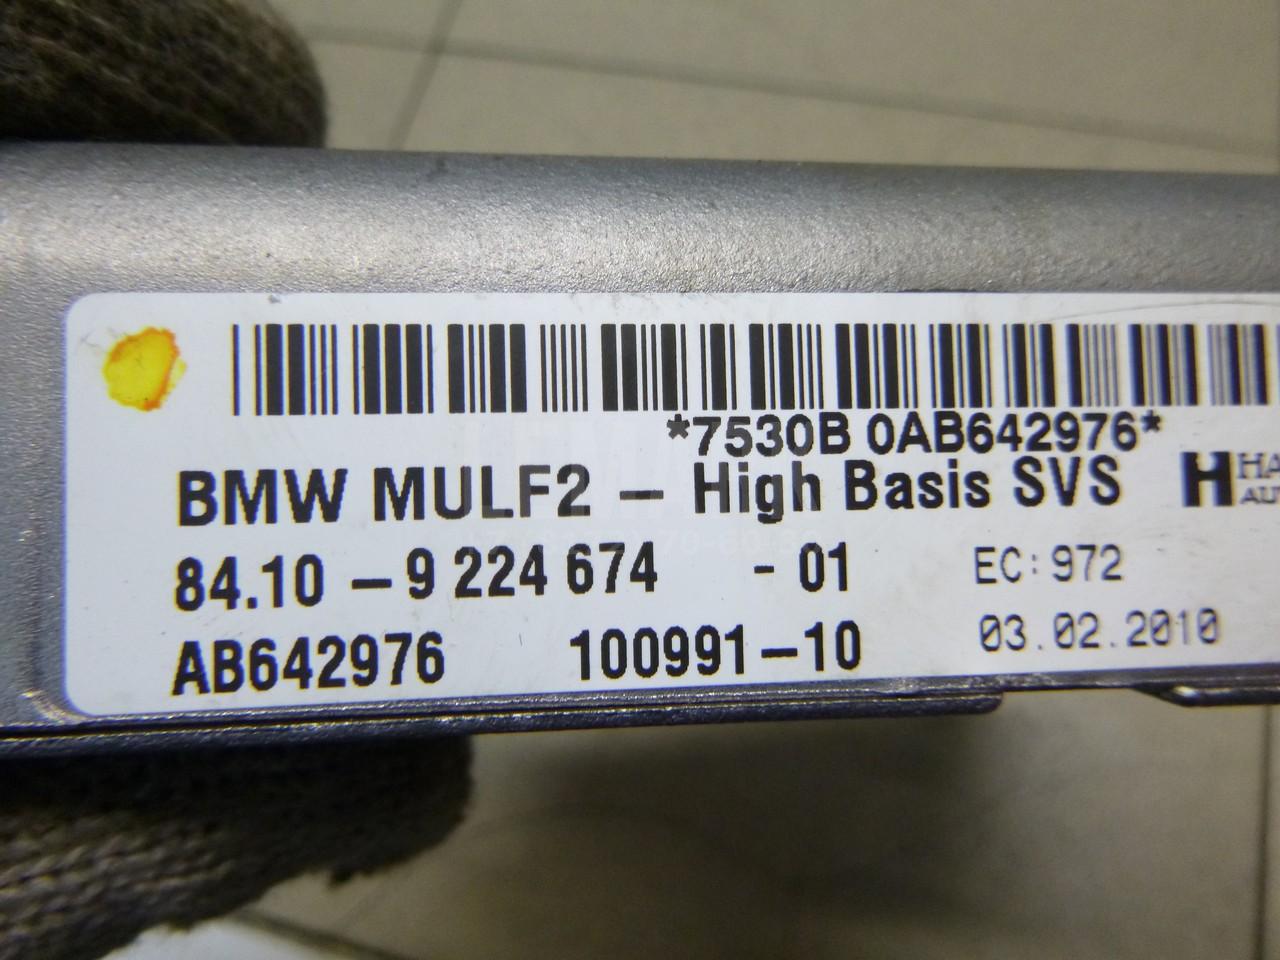 *7530B 0AB642976*
BMW MULF2 – High Basis SVS
84.10 – 9 224 674 - 01 EC:972
AB642976 100991–10 03.02.2010